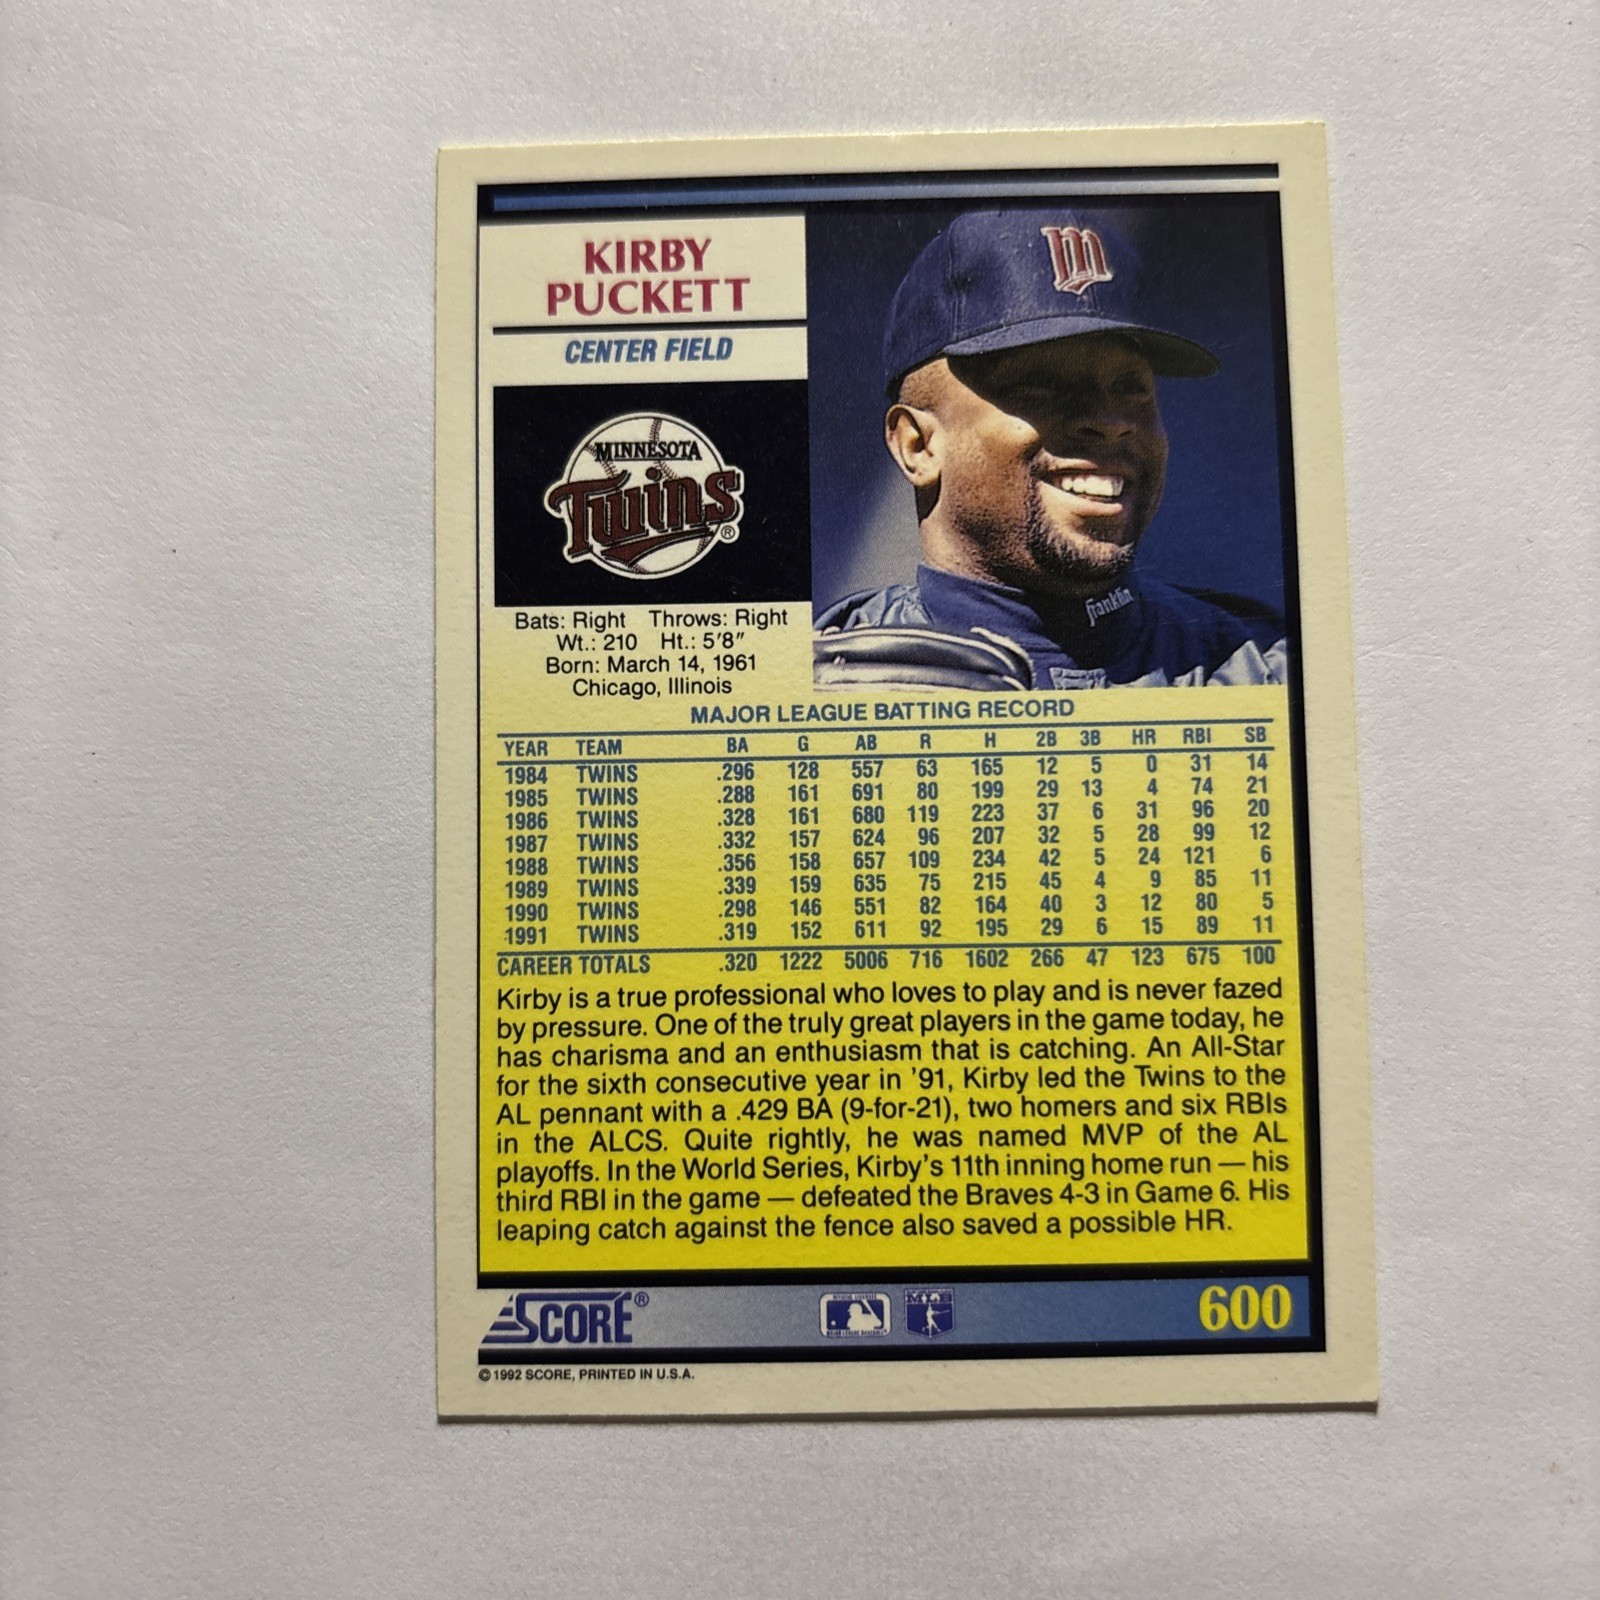 KIRBY
PUCKETT
CENTER FIELD
m
MINNESOTA
Twins®
franklin
Bats: Right Throws: Right
Wt.: 210 Ht.: 5'8"
Born: March 14, 1961
Chicago, Illinois
MAJOR LEAGUE BATTING RECORD
YEAR TEAM BA G AB R H 2B 3B HR RBI SB
1984 TWINS .296 128 557 63 165 12 5 0 31 14
1985 TWINS .288 161 691 80 199 29 13 4 74 21
1986 TWINS .328 161 680 119 223 37 6 31 96 20
1987 TWINS .332 157 624 96 207 32 5 28 99 12
1988 TWINS .356 158 657 109 234 42 5 24 121 6
1989 TWINS .339 159 635 75 215 45 4 9 85 11
1990 TWINS .298 146 551 82 164 40 3 12 80 5
1991 TWINS .319 152 611 92 195 29 6 15 89 11
CAREER TOTALS .320 1222 5006 716 1602 266 47 123 675 100
Kirby is a true professional who loves to play and is never fazed
by pressure. One of the truly great players in the game today, he
has charisma and an enthusiasm that is catching. An All-Star
for the sixth consecutive year in '91, Kirby led the Twins to the
AL pennant with a .429 BA (9-for-21), two homers and six RBIs
in the ALCS. Quite rightly, he was named MVP of the AL
playoffs. In the World Series, Kirby's 11th inning home run — his
third RBI in the game — defeated the Braves 4-3 in Game 6. His
leaping catch against the fence also saved a possible HR.
SCORE®
MLB
600
© 1992 SCORE, PRINTED IN U.S.A.